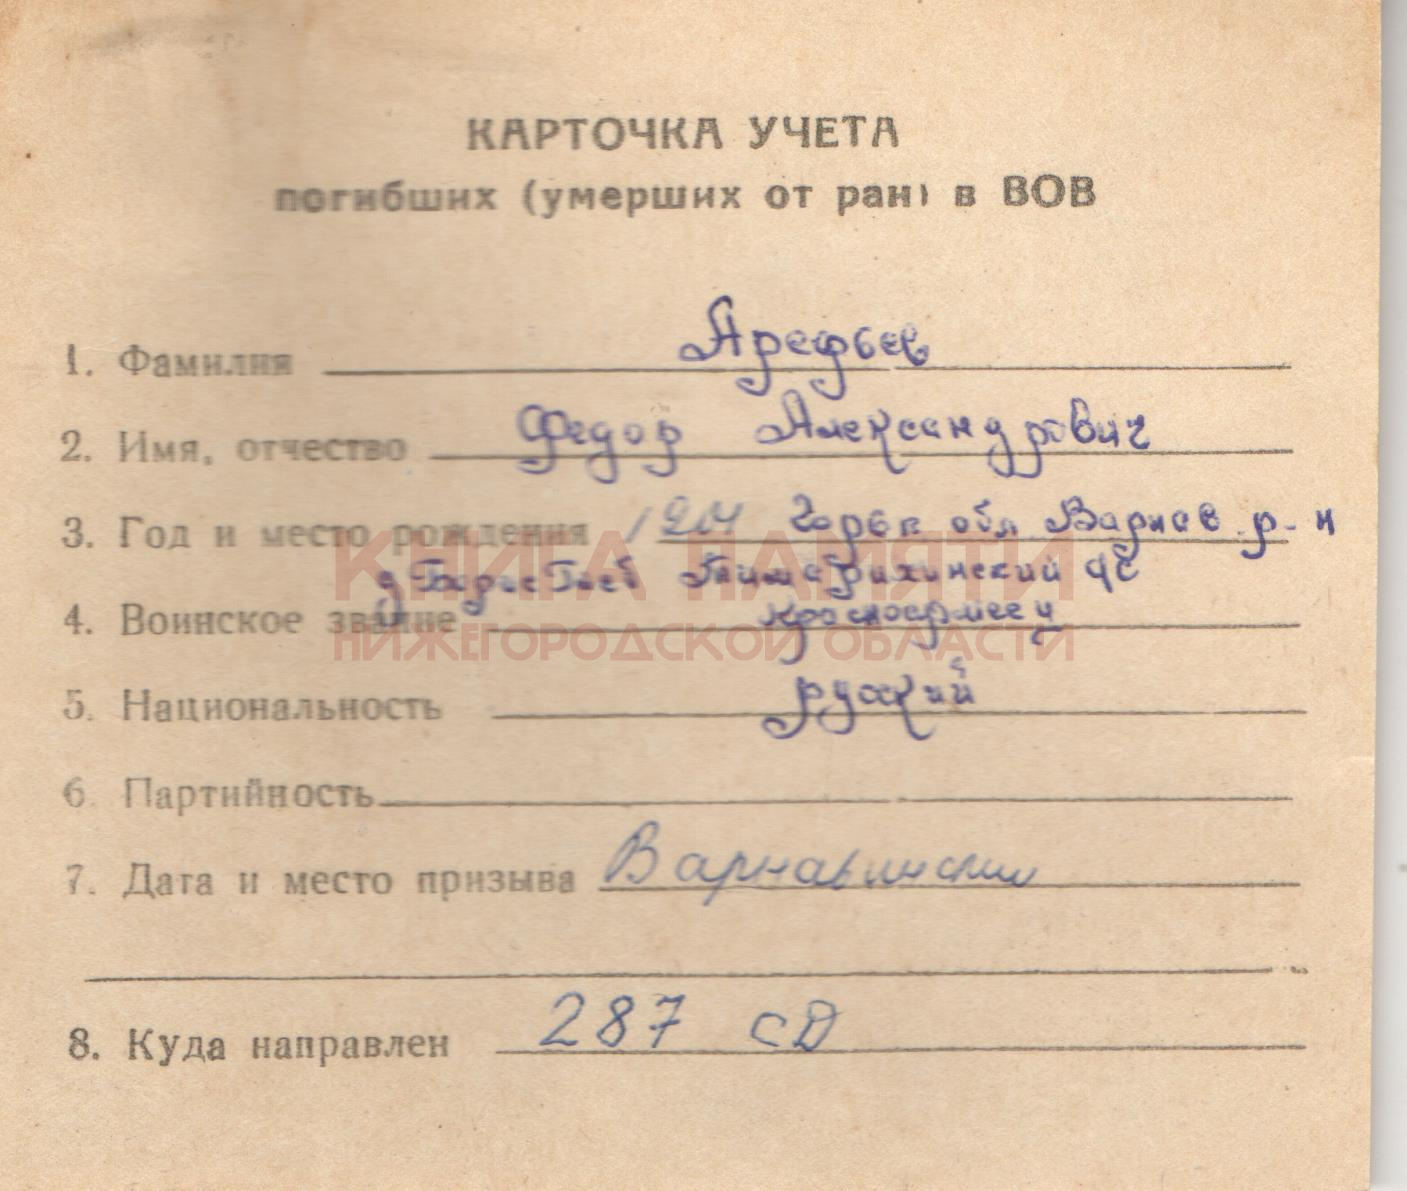 КАРТОЧКА УЧЕТА
погибших (умерших от ран) в ВОВ
1. Фамилия Арефьев
2. Имя, отчество Федор Александрович
3. Год и место рождения Горьк обл Варнав. р-н
КНИГА ПАМЯТИ
д
4. Воинское звание красноармеец
НИЖЕГОРОДСКОЙ ОБЛАСТИ
5. Национальность русский
6. Партийность
7. Дата и место призыва Варнавинским
8. Куда направлен 287 сд